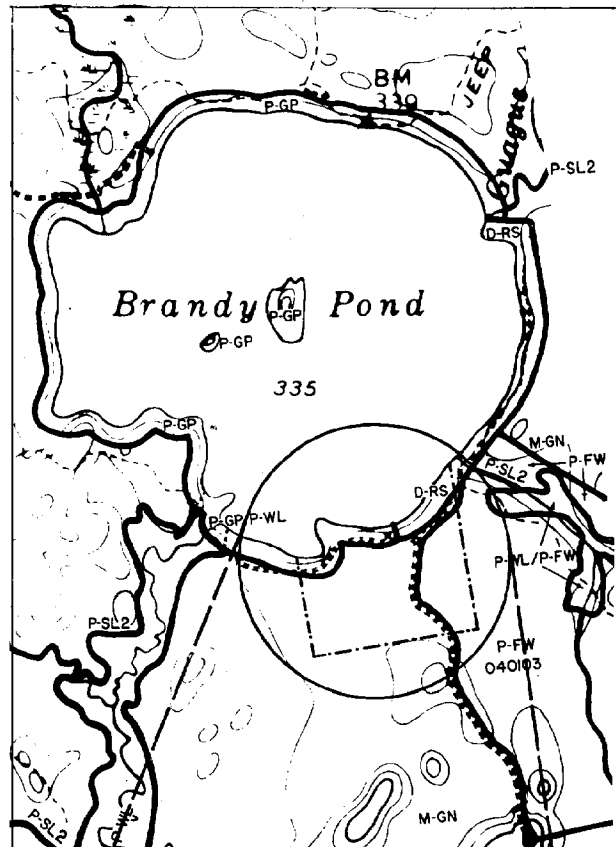 BM
339
JEEP
P-GP
P-SL2
D-RS
Brandy Pond
P-GP
P-GP
335
P-GP
M-GN
P-SL2
P-FW
D-RS
P-GP/P-WL
P-WL/P-FW
P-SL2
P-FW
040103
P-SL2
M-GN